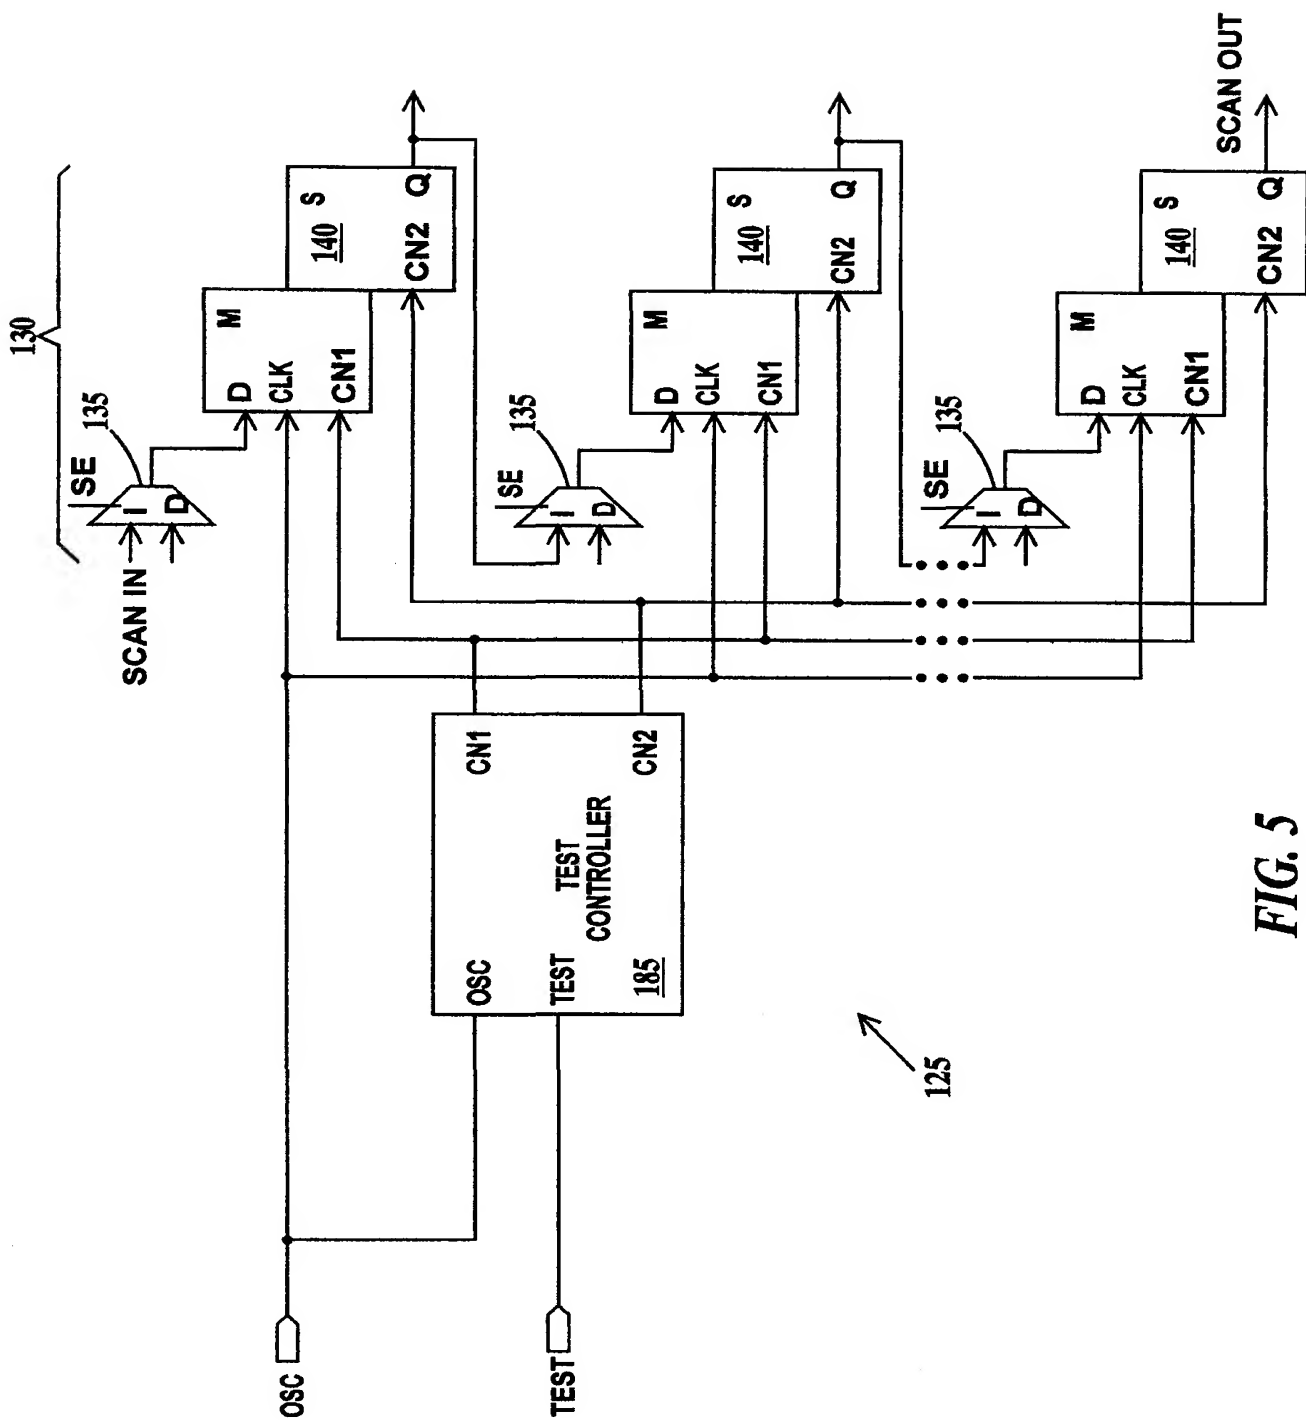 130
SCAN IN
SE
135
I
D
D
CLK
CN1
M
S
140
CN2
Q
SE
135
I
D
D
CLK
CN1
M
S
140
CN2
Q
SE
135
I
D
D
CLK
CN1
M
S
140
CN2
Q
SCAN OUT
OSC
TEST
OSC
TEST
TEST
CONTROLLER
185
CN1
CN2
125
FIG. 5